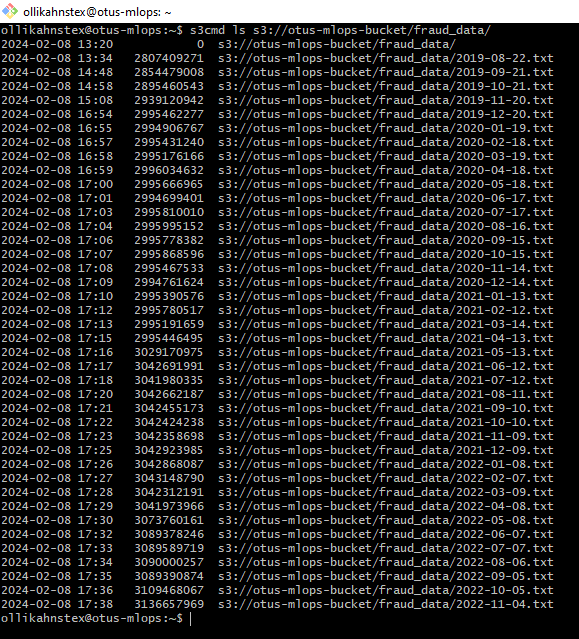 ollikahnstex@otus-mlops: ~
ollikahnstex@otus-mlops:~$ s3cmd ls s3://otus-mlops-bucket/fraud_data/
2024-02-08 13:20            0  s3://otus-mlops-bucket/fraud_data/
2024-02-08 13:34   2807409271  s3://otus-mlops-bucket/fraud_data/2019-08-22.txt
2024-02-08 14:48   2854479008  s3://otus-mlops-bucket/fraud_data/2019-09-21.txt
2024-02-08 14:58   2895460543  s3://otus-mlops-bucket/fraud_data/2019-10-21.txt
2024-02-08 15:08   2939120942  s3://otus-mlops-bucket/fraud_data/2019-11-20.txt
2024-02-08 16:54   2995462277  s3://otus-mlops-bucket/fraud_data/2019-12-20.txt
2024-02-08 16:55   2994906767  s3://otus-mlops-bucket/fraud_data/2020-01-19.txt
2024-02-08 16:57   2995431240  s3://otus-mlops-bucket/fraud_data/2020-02-18.txt
2024-02-08 16:58   2995176166  s3://otus-mlops-bucket/fraud_data/2020-03-19.txt
2024-02-08 16:59   2996034632  s3://otus-mlops-bucket/fraud_data/2020-04-18.txt
2024-02-08 17:00   2995666965  s3://otus-mlops-bucket/fraud_data/2020-05-18.txt
2024-02-08 17:01   2994699401  s3://otus-mlops-bucket/fraud_data/2020-06-17.txt
2024-02-08 17:03   2995810010  s3://otus-mlops-bucket/fraud_data/2020-07-17.txt
2024-02-08 17:04   2995995152  s3://otus-mlops-bucket/fraud_data/2020-08-16.txt
2024-02-08 17:06   2995778382  s3://otus-mlops-bucket/fraud_data/2020-09-15.txt
2024-02-08 17:07   2995868596  s3://otus-mlops-bucket/fraud_data/2020-10-15.txt
2024-02-08 17:08   2995467533  s3://otus-mlops-bucket/fraud_data/2020-11-14.txt
2024-02-08 17:09   2994761624  s3://otus-mlops-bucket/fraud_data/2020-12-14.txt
2024-02-08 17:10   2995390576  s3://otus-mlops-bucket/fraud_data/2021-01-13.txt
2024-02-08 17:12   2995780517  s3://otus-mlops-bucket/fraud_data/2021-02-12.txt
2024-02-08 17:13   2995191659  s3://otus-mlops-bucket/fraud_data/2021-03-14.txt
2024-02-08 17:15   2995446495  s3://otus-mlops-bucket/fraud_data/2021-04-13.txt
2024-02-08 17:16   3029170975  s3://otus-mlops-bucket/fraud_data/2021-05-13.txt
2024-02-08 17:17   3042691991  s3://otus-mlops-bucket/fraud_data/2021-06-12.txt
2024-02-08 17:18   3041980335  s3://otus-mlops-bucket/fraud_data/2021-07-12.txt
2024-02-08 17:20   3042662187  s3://otus-mlops-bucket/fraud_data/2021-08-11.txt
2024-02-08 17:21   3042455173  s3://otus-mlops-bucket/fraud_data/2021-09-10.txt
2024-02-08 17:22   3042424238  s3://otus-mlops-bucket/fraud_data/2021-10-10.txt
2024-02-08 17:23   3042358698  s3://otus-mlops-bucket/fraud_data/2021-11-09.txt
2024-02-08 17:25   3042923985  s3://otus-mlops-bucket/fraud_data/2021-12-09.txt
2024-02-08 17:26   3042868087  s3://otus-mlops-bucket/fraud_data/2022-01-08.txt
2024-02-08 17:27   3043148790  s3://otus-mlops-bucket/fraud_data/2022-02-07.txt
2024-02-08 17:28   3042312191  s3://otus-mlops-bucket/fraud_data/2022-03-09.txt
2024-02-08 17:29   3041973966  s3://otus-mlops-bucket/fraud_data/2022-04-08.txt
2024-02-08 17:30   3073760161  s3://otus-mlops-bucket/fraud_data/2022-05-08.txt
2024-02-08 17:32   3089378246  s3://otus-mlops-bucket/fraud_data/2022-06-07.txt
2024-02-08 17:33   3089589719  s3://otus-mlops-bucket/fraud_data/2022-07-07.txt
2024-02-08 17:34   3090000257  s3://otus-mlops-bucket/fraud_data/2022-08-06.txt
2024-02-08 17:35   3089390874  s3://otus-mlops-bucket/fraud_data/2022-09-05.txt
2024-02-08 17:36   3109468067  s3://otus-mlops-bucket/fraud_data/2022-10-05.txt
2024-02-08 17:38   3136657969  s3://otus-mlops-bucket/fraud_data/2022-11-04.txt
ollikahnstex@otus-mlops:~$